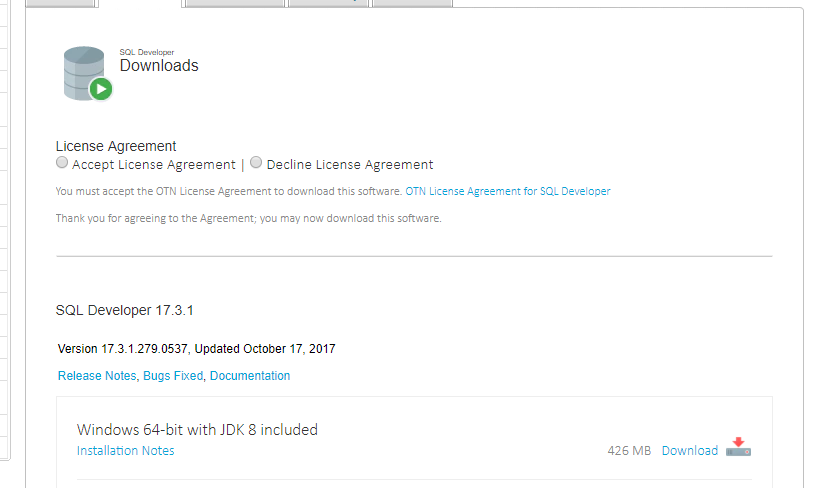 SQL Developer
Downloads
License Agreement
Accept License Agreement | Decline License Agreement
You must accept the OTN License Agreement to download this software. OTN License Agreement for SQL Developer
Thank you for agreeing to the Agreement; you may now download this software.
SQL Developer 17.3.1
Version 17.3.1.279.0537, Updated October 17, 2017
Release Notes, Bugs Fixed, Documentation
Windows 64-bit with JDK 8 included
Installation Notes 426 MB Download